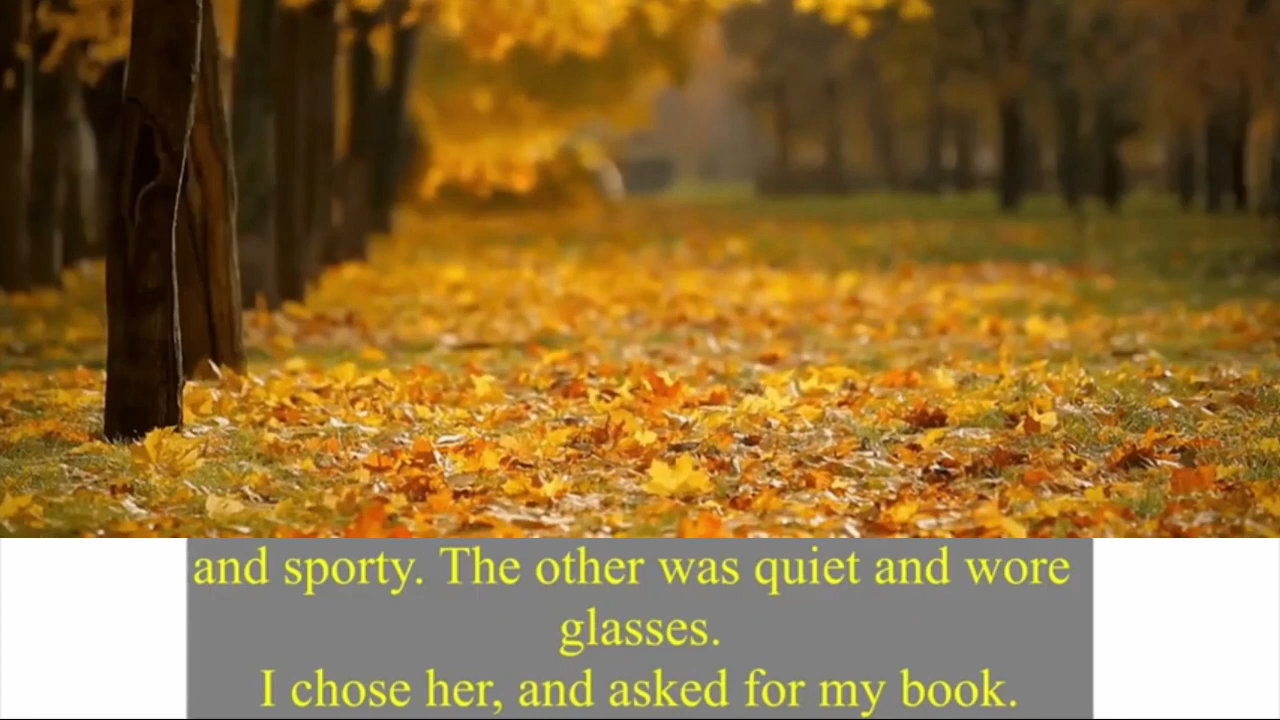 and sporty. The other was quiet and wore
glasses.
I chose her, and asked for my book.